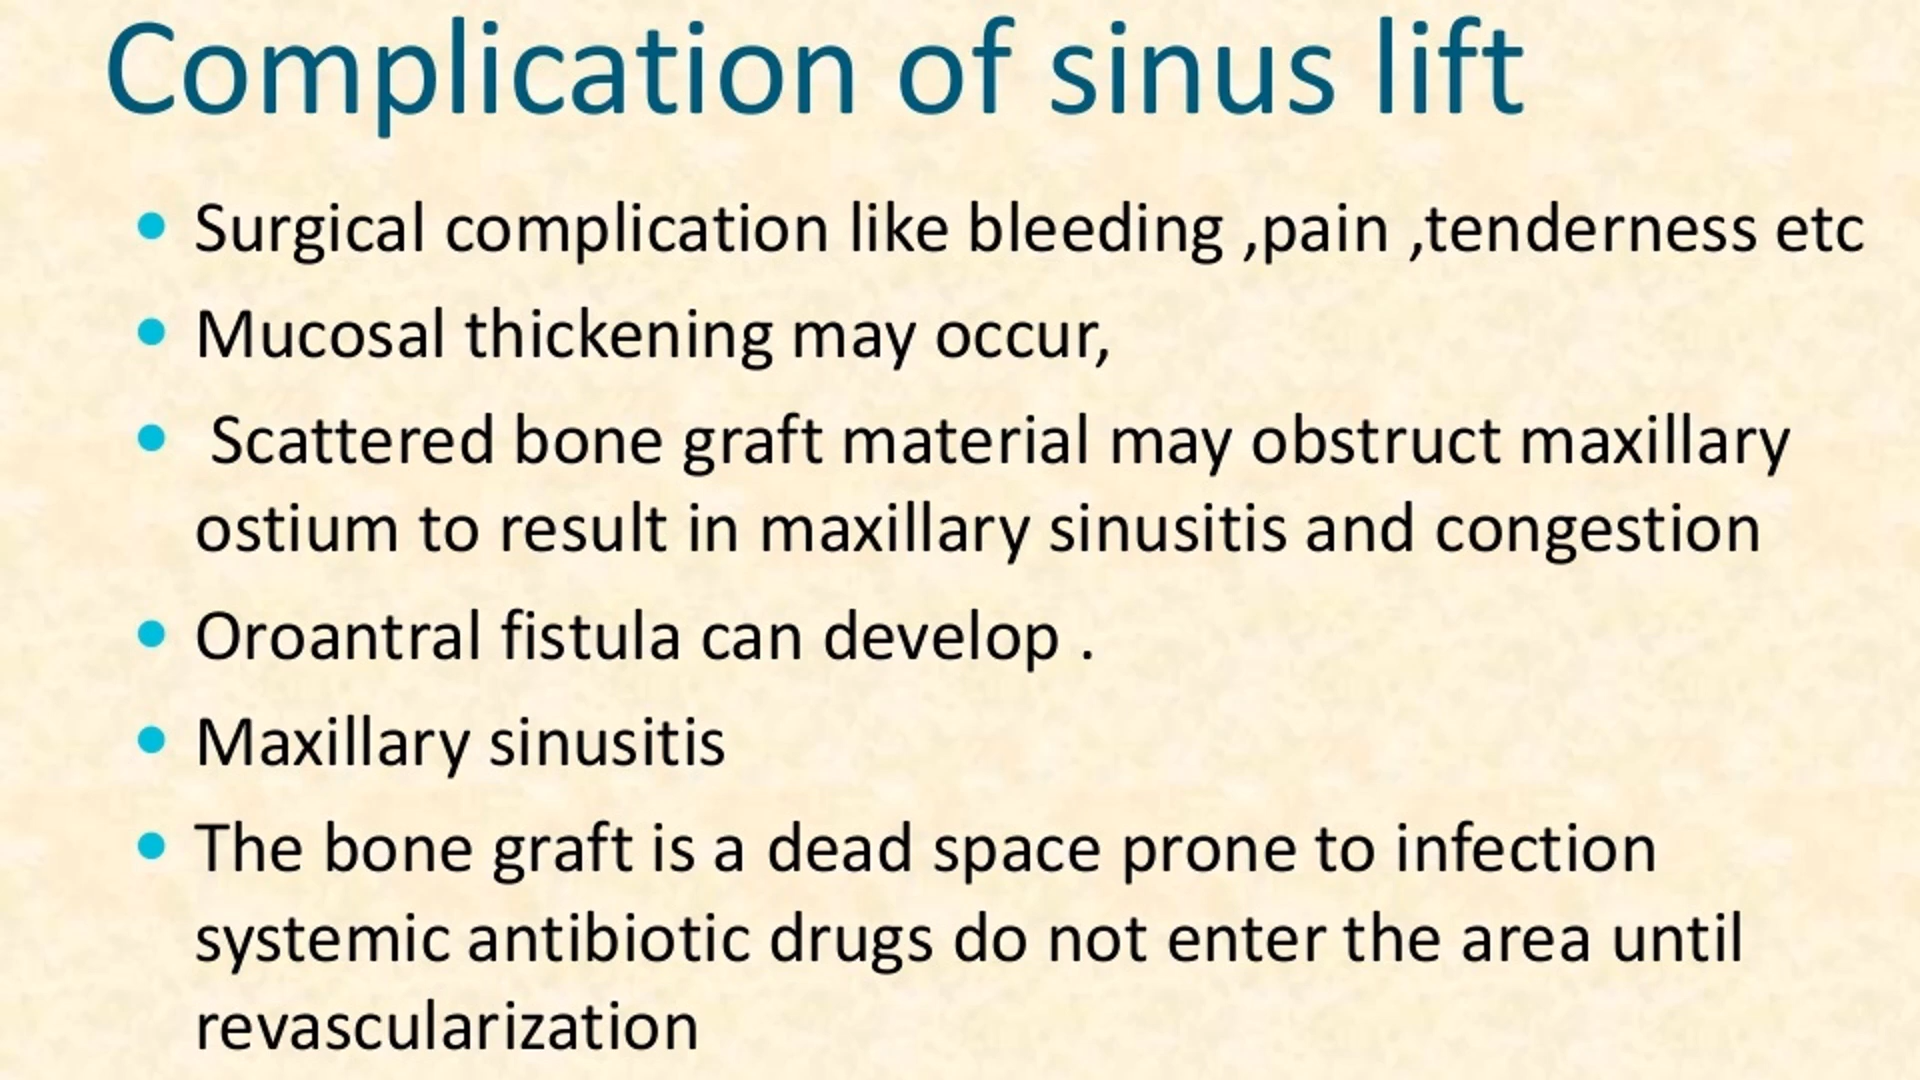 Complication of sinus lift
• Surgical complication like bleeding ,pain ,tenderness etc
• Mucosal thickening may occur,
• Scattered bone graft material may obstruct maxillary
ostium to result in maxillary sinusitis and congestion
• Oroantral fistula can develop .
• Maxillary sinusitis
• The bone graft is a dead space prone to infection
systemic antibiotic drugs do not enter the area until
revascularization